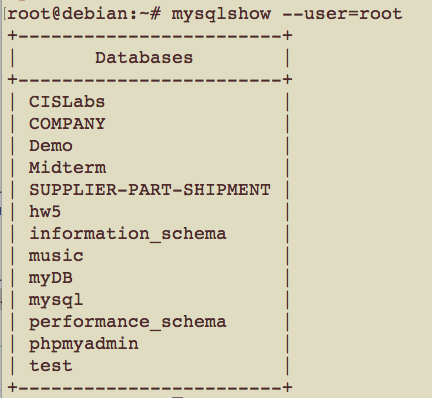 root@debian:~# mysqlshow --user=root
+------------------------+
|       Databases        |
+------------------------+
| CISLabs                |
| COMPANY                |
| Demo                   |
| Midterm                |
| SUPPLIER-PART-SHIPMENT |
| hw5                    |
| information_schema     |
| music                  |
| myDB                   |
| mysql                  |
| performance_schema     |
| phpmyadmin             |
| test                   |
+------------------------+